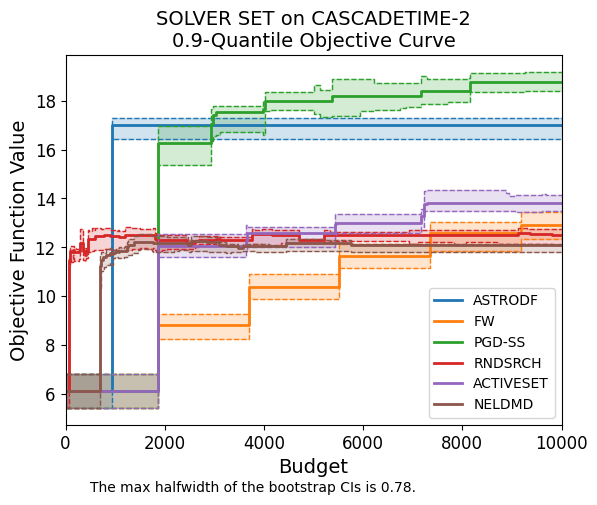 SOLVER SET on CASCADETIME-2
0.9-Quantile Objective Curve
Objective Function Value
18
16
14
12
10
8
6
0
2000
4000
6000
8000
10000
ASTRODF
FW
PGD-SS
RNDSRCH
ACTIVESET
NELDMD
Budget
The max halfwidth of the bootstrap CIs is 0.78.